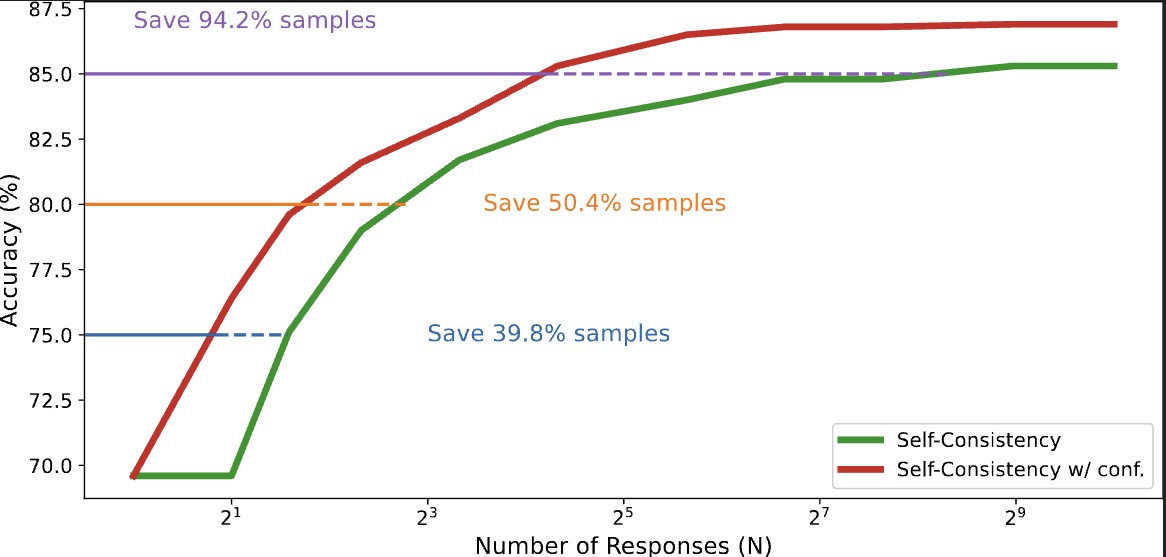 87.5
85.0
82.5
80.0
77.5
75.0
72.5
70.0
Accuracy (%)
Save 94.2% samples
Save 50.4% samples
Save 39.8% samples
Self-Consistency
Self-Consistency w/ conf.
2¹
2³
2⁵
2⁷
2⁹
Number of Responses (N)